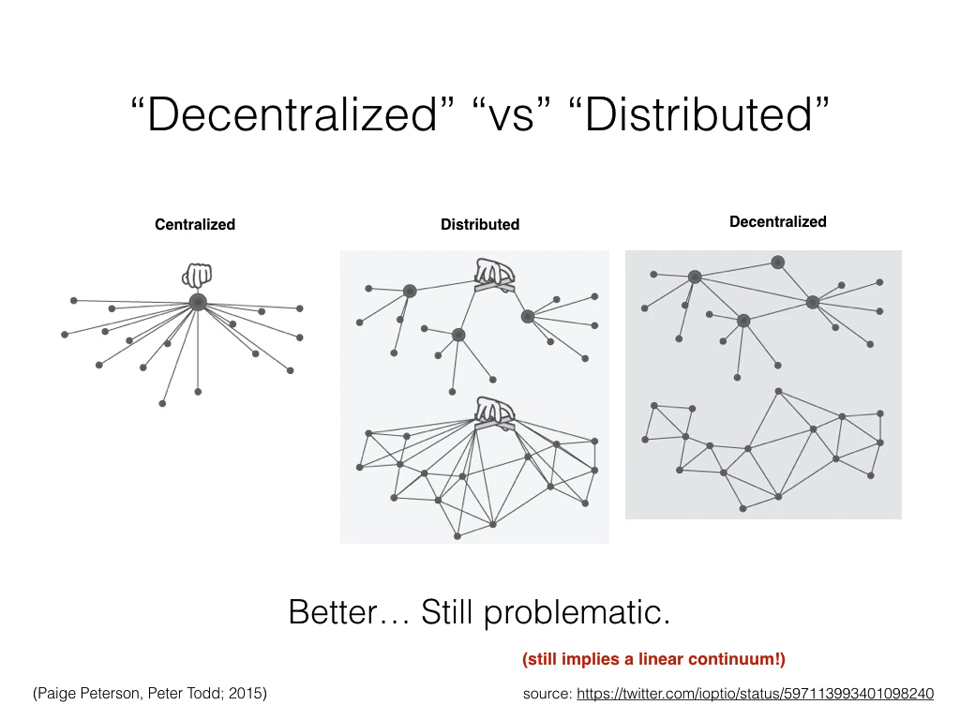 “Decentralized” “vs” “Distributed”
Centralized
Distributed
Decentralized
Better… Still problematic.
(still implies a linear continuum!)
(Paige Peterson, Peter Todd; 2015)
source: https://twitter.com/ioptio/status/597113993401098240